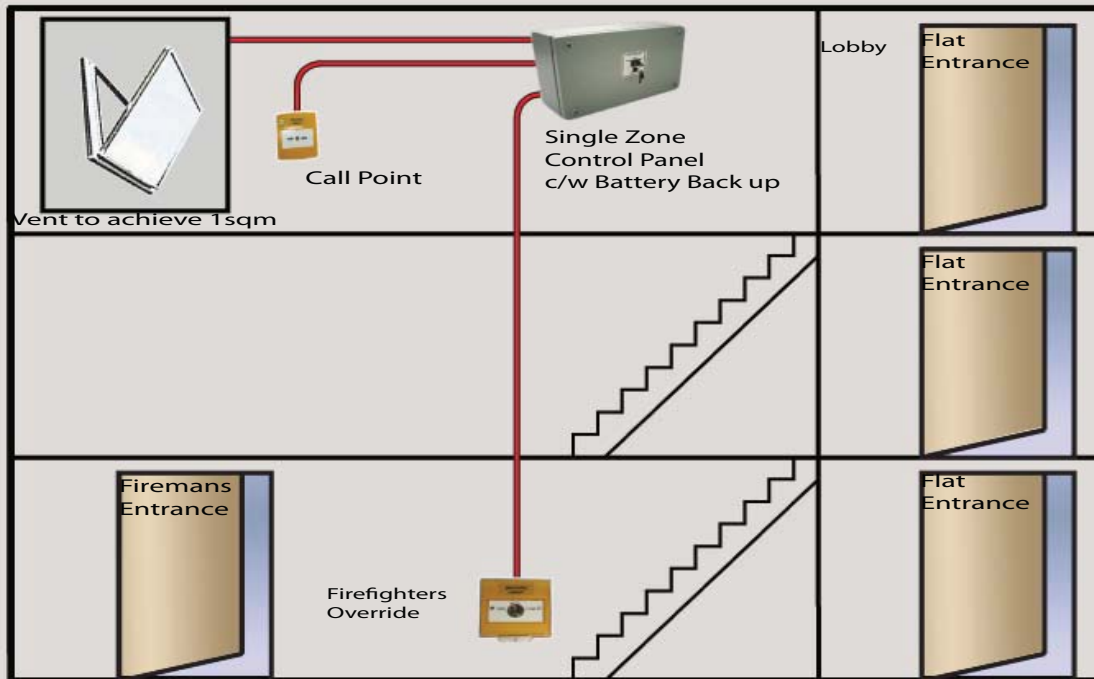 Lobby
Flat
Entrance
Single Zone
Control Panel
c/w Battery Back up
Call Point
Vent to achieve 1sqm
Flat
Entrance
Firemans
Entrance
Firefighters
Override
Flat
Entrance